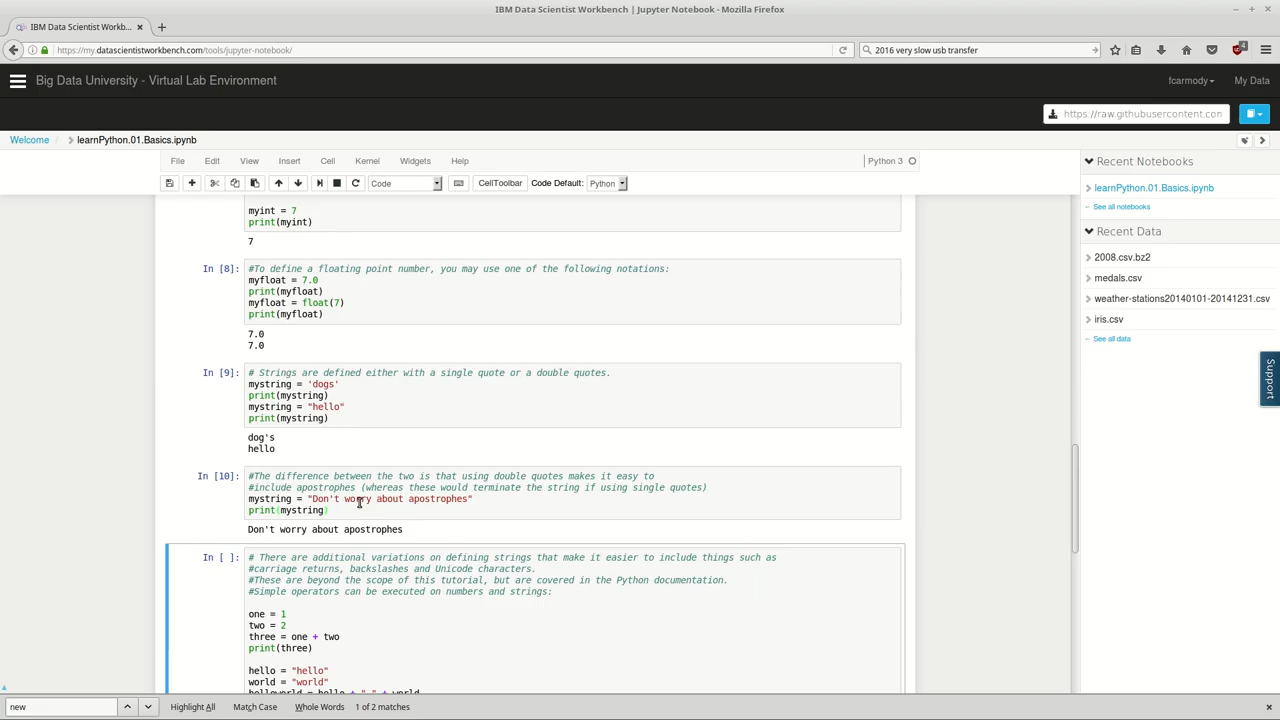 IBM Data Scientist Workbench | Jupyter Notebook - Mozilla Firefox
IBM Data Scientist Workb...
https://my.datascientistworkbench.com/tools/jupyter-notebook/
2016 very slow usb transfer
4
Big Data University - Virtual Lab Environment
fcarmody
My Data
https://raw.githubusercontent.con
Welcome
learnPython.01.Basics.ipynb
File Edit View Insert Cell Kernel Widgets Help
Python 3
Code
CellToolbar
Code Default:
Python
myint = 7
print(myint)
7
In [8]:
#To define a floating point number, you may use one of the following notations:
myfloat = 7.0
print(myfloat)
myfloat = float(7)
print(myfloat)
7.0
7.0
In [9]:
# Strings are defined either with a single quote or a double quotes.
mystring = 'dogs'
print(mystring)
mystring = "hello"
print(mystring)
dog's
hello
In [10]:
#The difference between the two is that using double quotes makes it easy to
#include apostrophes (whereas these would terminate the string if using single quotes)
mystring = "Don't worry about apostrophes"
print(mystring)
Don't worry about apostrophes
In [ ]:
# There are additional variations on defining strings that make it easier to include things such as
#carriage returns, backslashes and Unicode characters.
#These are beyond the scope of this tutorial, but are covered in the Python documentation.
#Simple operators can be executed on numbers and strings:
one = 1
two = 2
three = one + two
print(three)
hello = "hello"
world = "world"
helloworld = hello + " " + world
Recent Notebooks
learnPython.01.Basics.ipynb
← See all notebooks
Recent Data
2008.csv.bz2
medals.csv
weather-stations20140101-20141231.csv
iris.csv
← See all data
Support
new
Highlight All
Match Case
Whole Words
1 of 2 matches